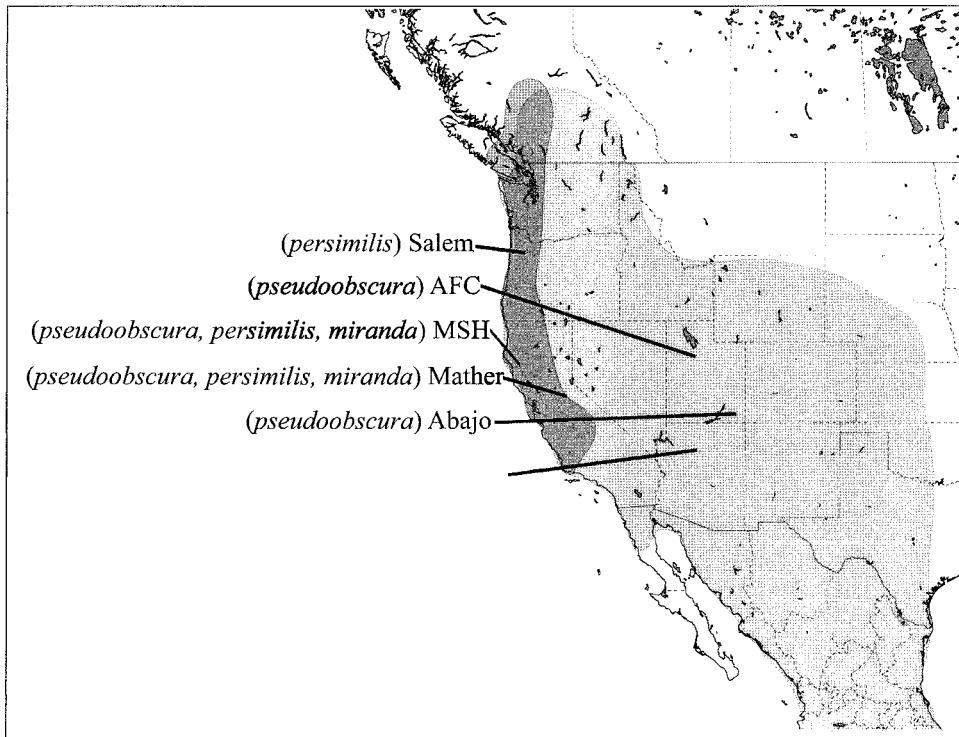 (persimilis) Salem
(pseudoobscura) AFC
(pseudoobscura, persimilis, miranda) MSH
(pseudoobscura, persimilis, miranda) Mather
(pseudoobscura) Abajo